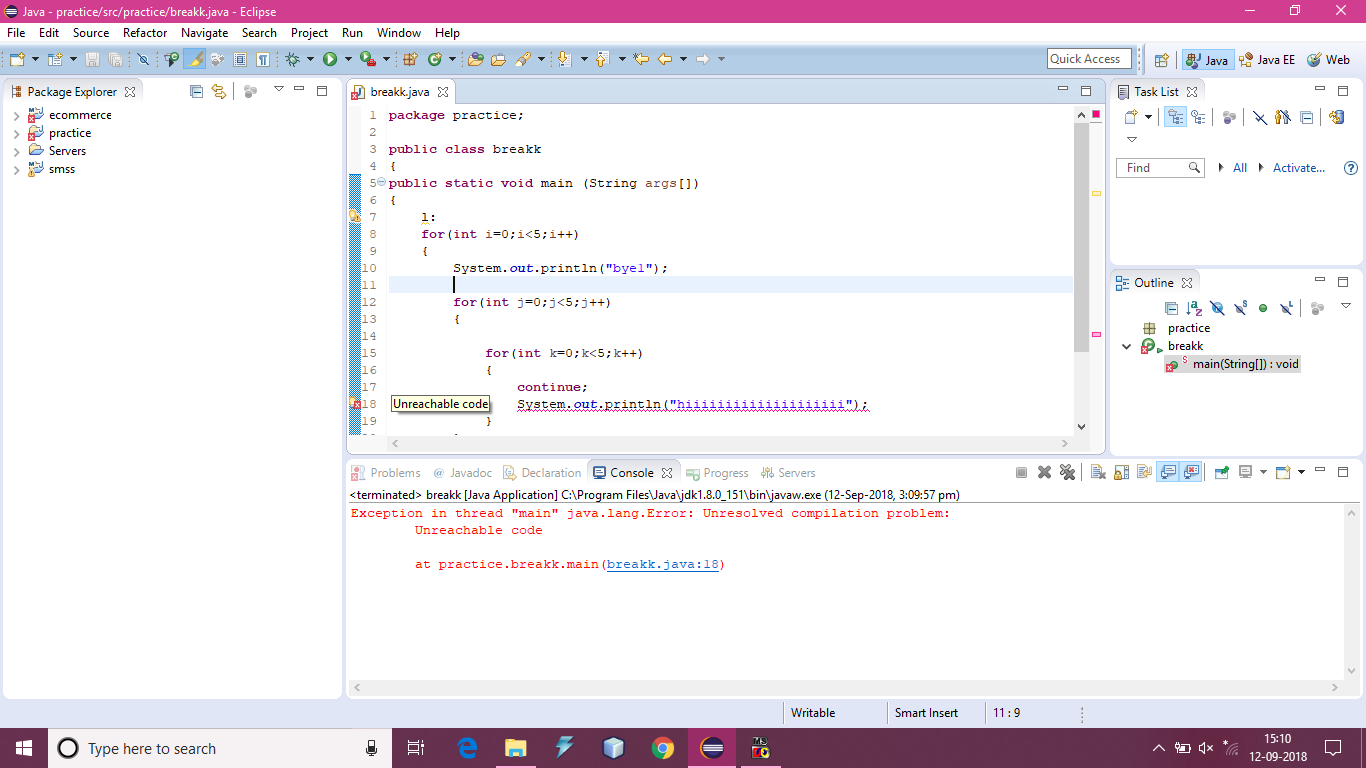 Java - practice/src/practice/breakk.java - Eclipse
File Edit Source Refactor Navigate Search Project Run Window Help
Quick Access Java Java EE Web
Package Explorer
ecommerce
practice
Servers
smss
breakk.java
1 package practice;
2
3 public class breakk
4 {
5 public static void main (String args[])
6 {
7 l:
8 for(int i=0;i<5;i++)
9 {
10 System.out.println("bye1");
11
12 for(int j=0;j<5;j++)
13 {
14
15 for(int k=0;k<5;k++)
16 {
17 continue;
18 Unreachable code System.out.println("hiiiiiiiiiiiiiiiiiiii");
19 }
Task List
Find All Activate...
Outline
practice
breakk
main(String[]) : void
Problems @ Javadoc Declaration Console Progress Servers
<terminated> breakk [Java Application] C:\Program Files\Java\jdk1.8.0_151\bin\javaw.exe (12-Sep-2018, 3:09:57 pm)
Exception in thread "main" java.lang.Error: Unresolved compilation problem:
Unreachable code
at practice.breakk.main(breakk.java:18)
Writable Smart Insert 11 : 9
Type here to search
15:10
12-09-2018